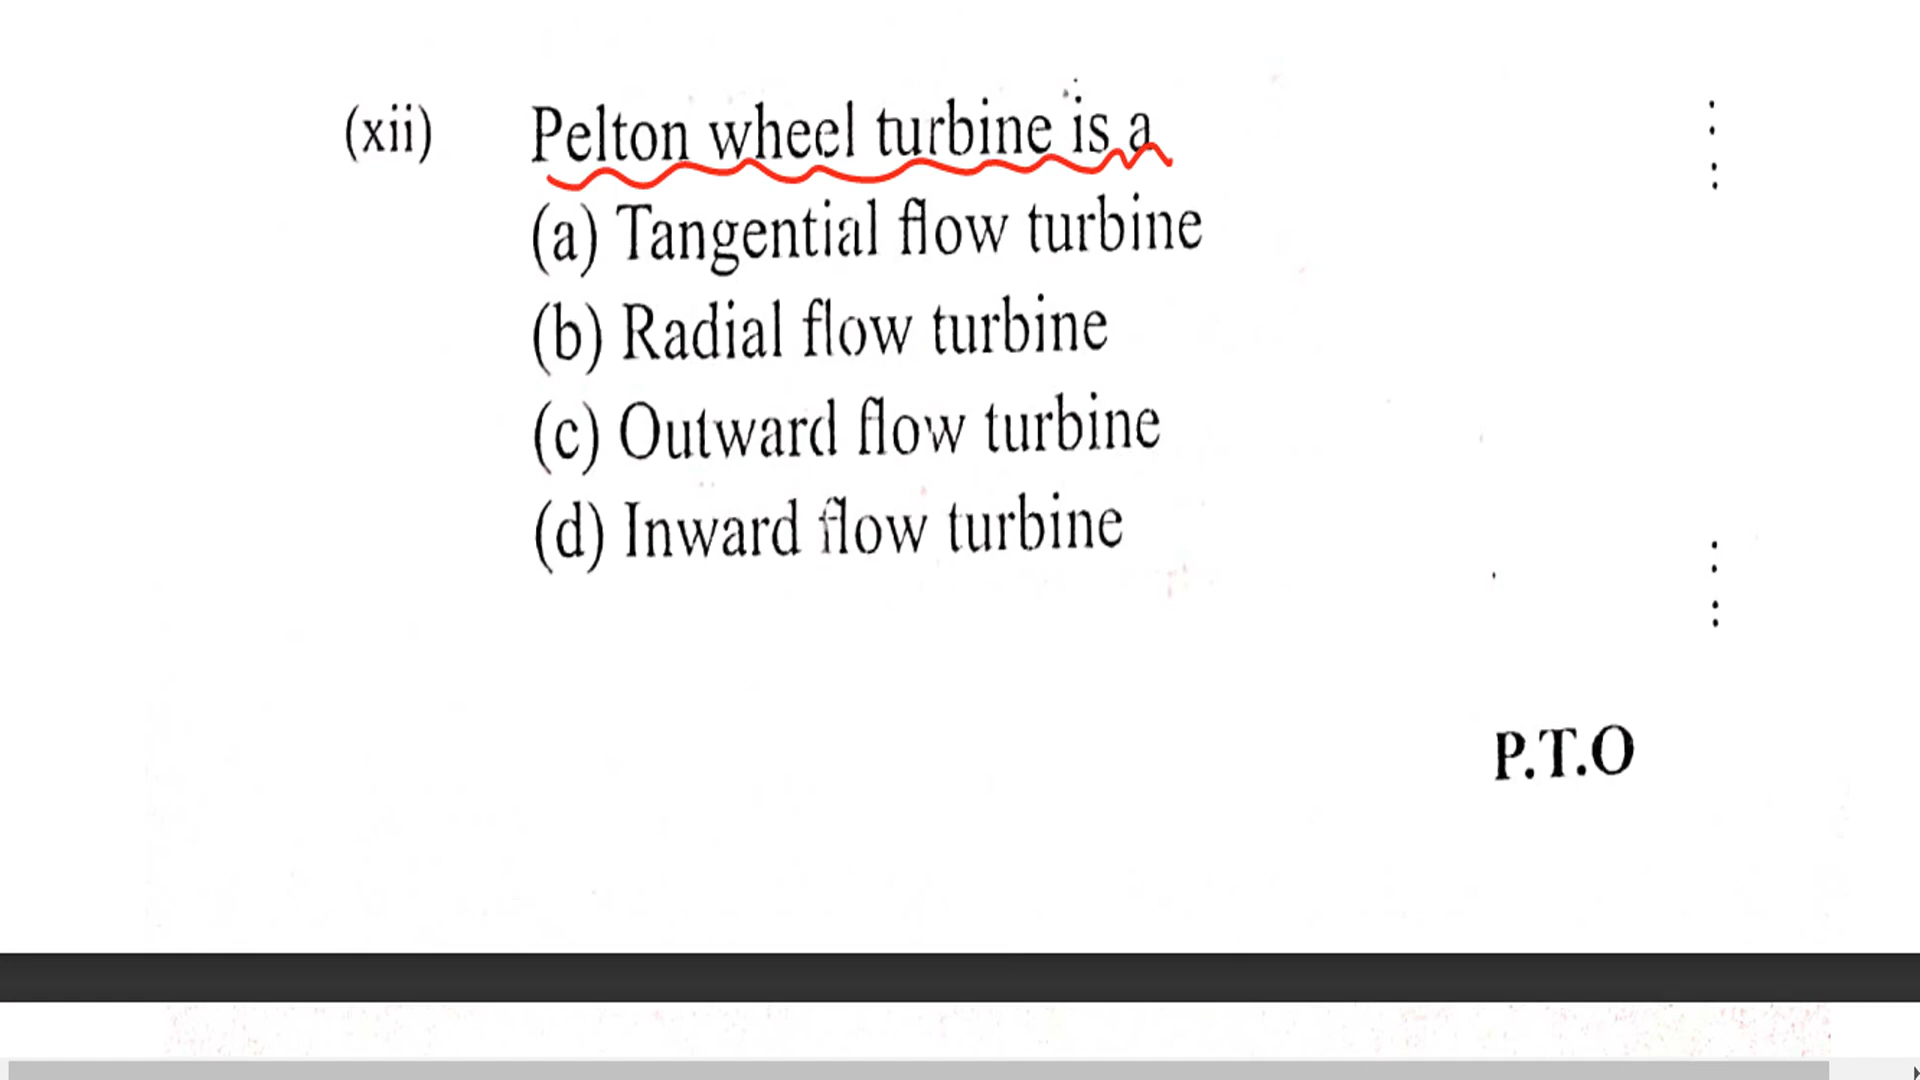 (xii) Pelton wheel turbine is a
(a) Tangential flow turbine
(b) Radial flow turbine
(c) Outward flow turbine
(d) Inward flow turbine
P.T.O